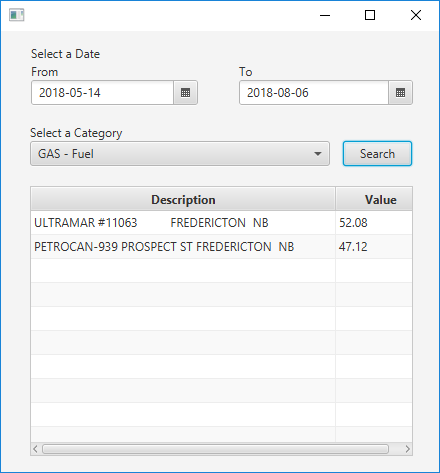 Select a Date
From To
2018-05-14 2018-08-06
Select a Category
GAS - Fuel Search
Description Value
ULTRAMAR #11063 FREDERICTON NB 52.08
PETROCAN-939 PROSPECT ST FREDERICTON NB 47.12